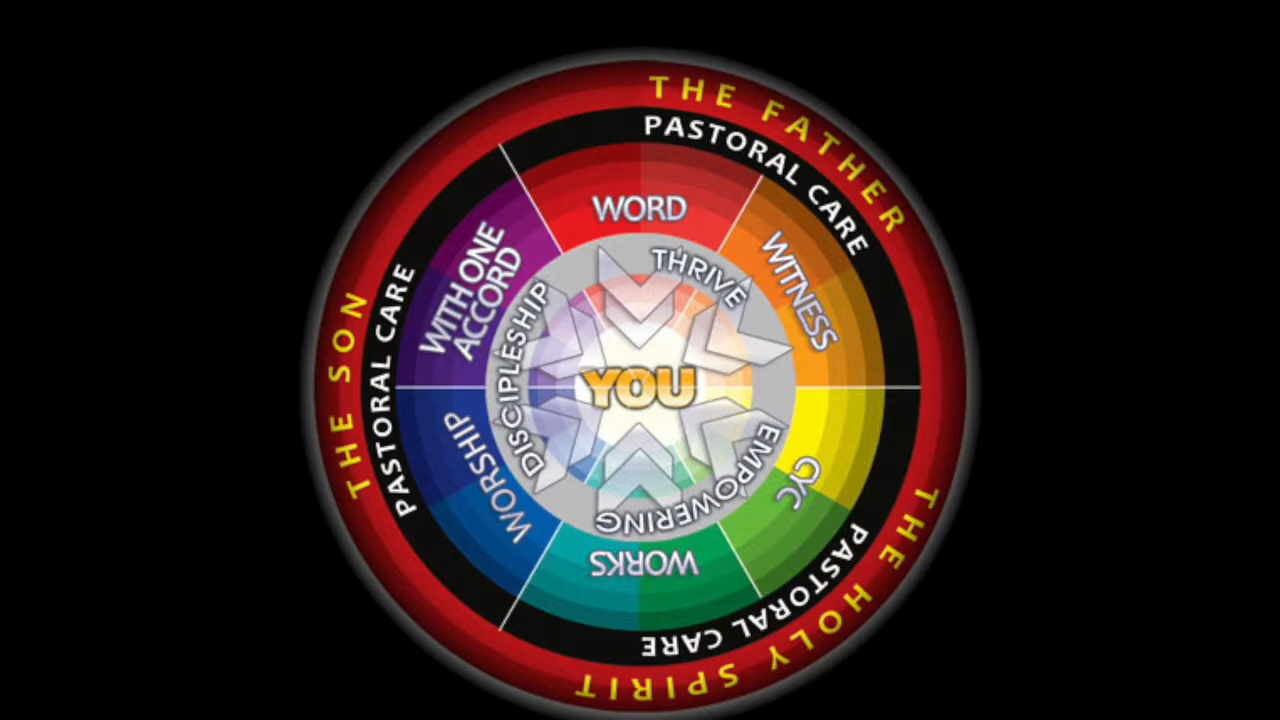 THE FATHER
THE HOLY SPIRIT
THE SON
PASTORAL CARE
PASTORAL CARE
PASTORAL CARE
WORD
WITNESS
CYC
WORKS
WORSHIP
WITH ONE
ACCORD
THRIVE
EMPOWERING
DISCIPLESHIP
YOU